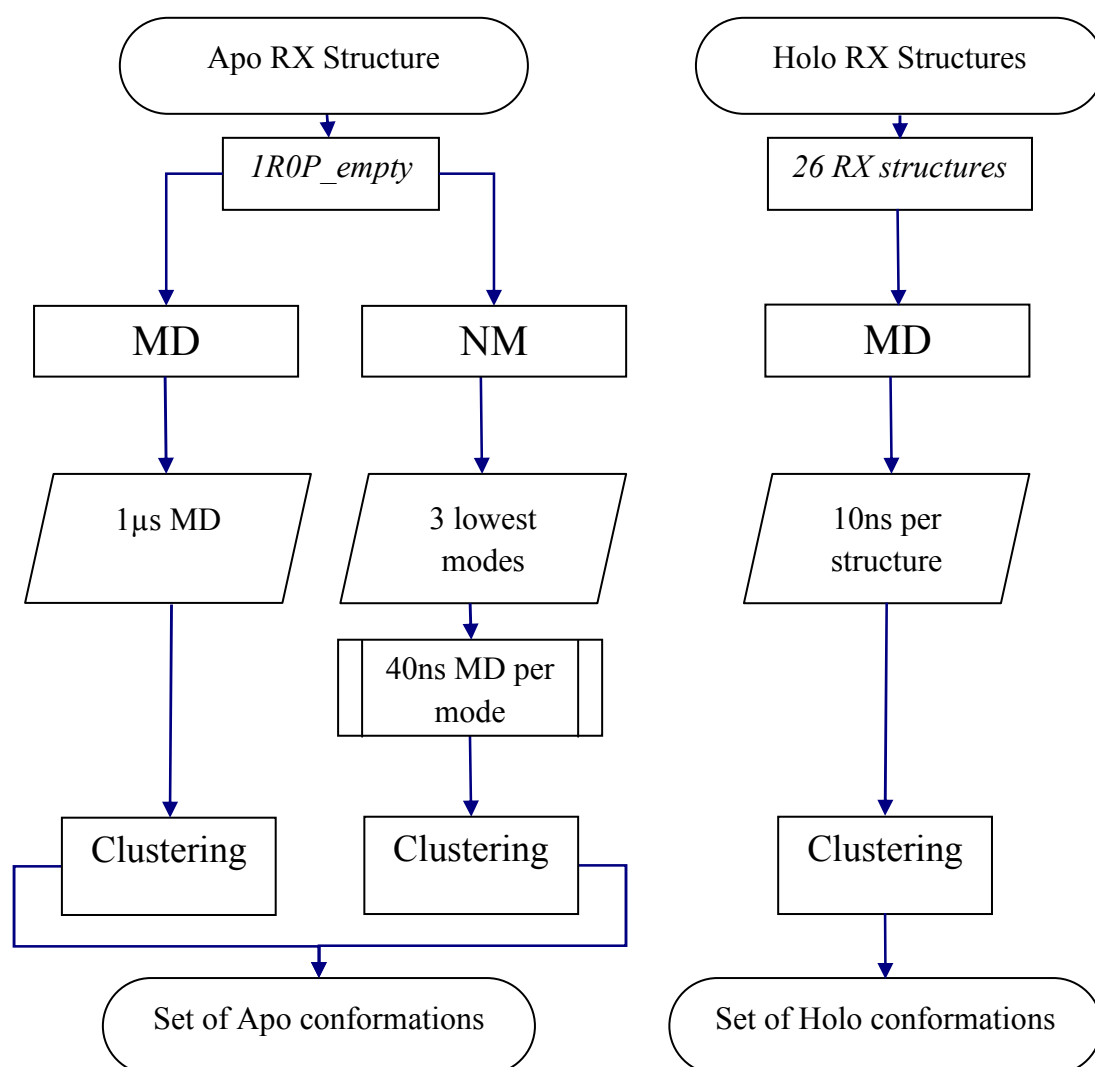 Apo RX Structure
1R0P_empty
MD
NM
1µs MD
3 lowest
modes
40ns MD per
mode
Clustering
Clustering
Set of Apo conformations
Holo RX Structures
26 RX structures
MD
10ns per
structure
Clustering
Set of Holo conformations